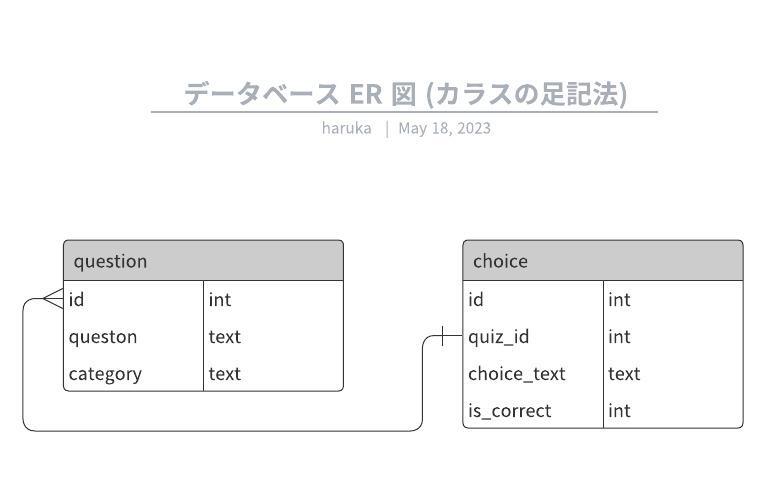 データベース ER 図 (カラスの足記法)
haruka | May 18, 2023
question
id int
queston text
category text
choice
id int
quiz_id int
choice_text text
is_correct int